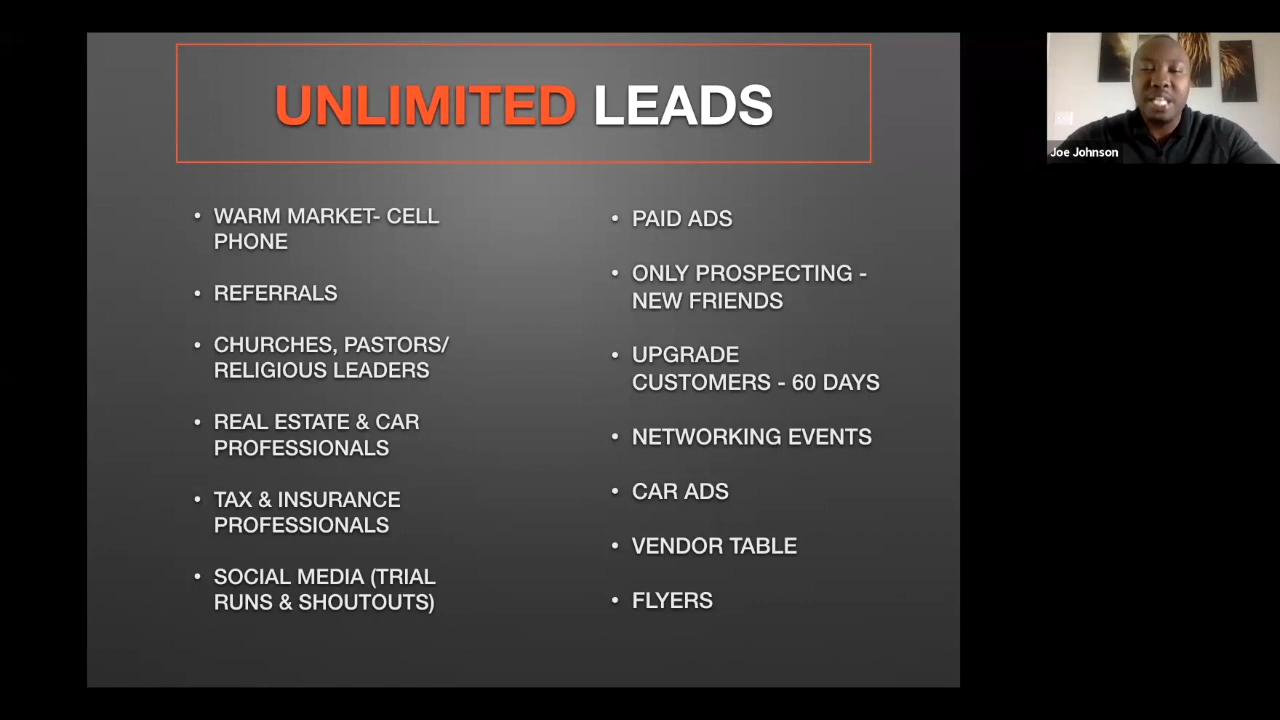 UNLIMITED LEADS
• WARM MARKET- CELL
PHONE
• REFERRALS
• CHURCHES, PASTORS/
RELIGIOUS LEADERS
• REAL ESTATE & CAR
PROFESSIONALS
• TAX & INSURANCE
PROFESSIONALS
• SOCIAL MEDIA (TRIAL
RUNS & SHOUTOUTS)
• PAID ADS
• ONLY PROSPECTING -
NEW FRIENDS
• UPGRADE
CUSTOMERS - 60 DAYS
• NETWORKING EVENTS
• CAR ADS
• VENDOR TABLE
• FLYERS
Joe Johnson